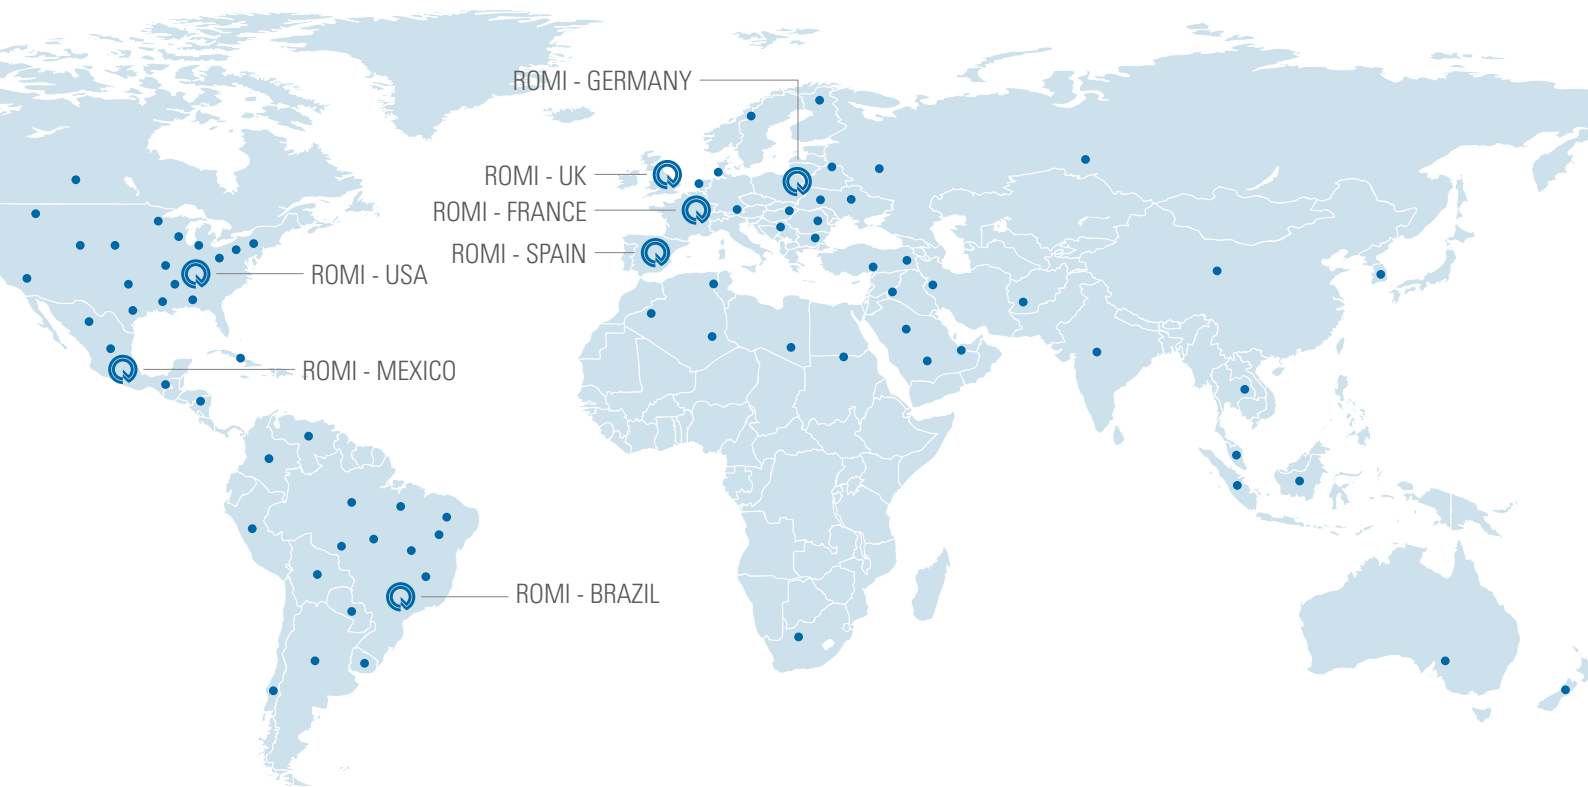 ROMI - GERMANY
ROMI - UK
ROMI - FRANCE
ROMI - SPAIN
ROMI - USA
ROMI - MEXICO
ROMI - BRAZIL